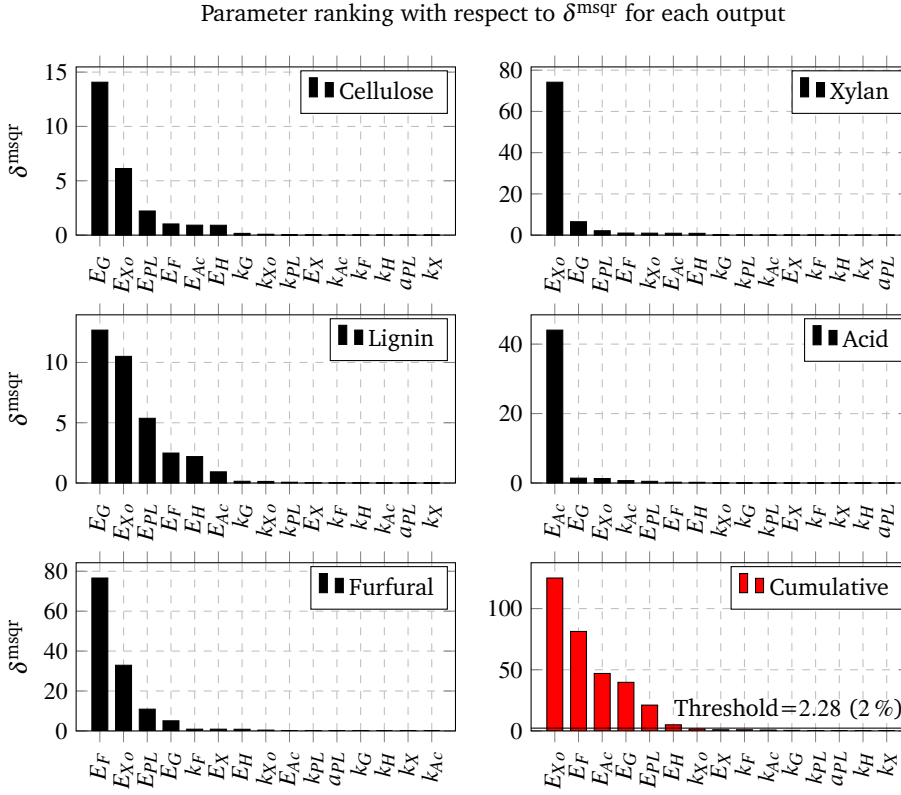 Parameter ranking with respect to δ^msqr for each output
15
10
5
0
δ^msqr
Cellulose
E_G E_Xo E_PL E_F E_Ac E_H k_G k_Xo k_PL E_X k_Ac k_F k_H a_PL k_X
80
60
40
20
0
Xylan
E_Xo E_G E_PL E_F k_Xo E_Ac E_H k_G k_PL k_Ac E_X k_F k_H k_X a_PL
10
5
0
δ^msqr
Lignin
E_G E_Xo E_PL E_F E_H E_Ac k_G k_Xo k_PL E_X k_F k_H k_Ac a_PL k_X
40
20
0
Acid
E_Ac E_G E_Xo k_Ac E_PL E_F E_H k_Xo k_G k_PL E_X k_F k_X k_H a_PL
80
60
40
20
0
δ^msqr
Furfural
E_F E_Xo E_PL E_G k_F E_X E_H k_Xo E_Ac k_PL a_PL k_G k_H k_X k_Ac
100
50
0
Cumulative
Threshold=2.28 (2 %)
E_Xo E_F E_Ac E_G E_PL E_H k_Xo E_X k_F k_Ac k_G k_PL a_PL k_H k_X